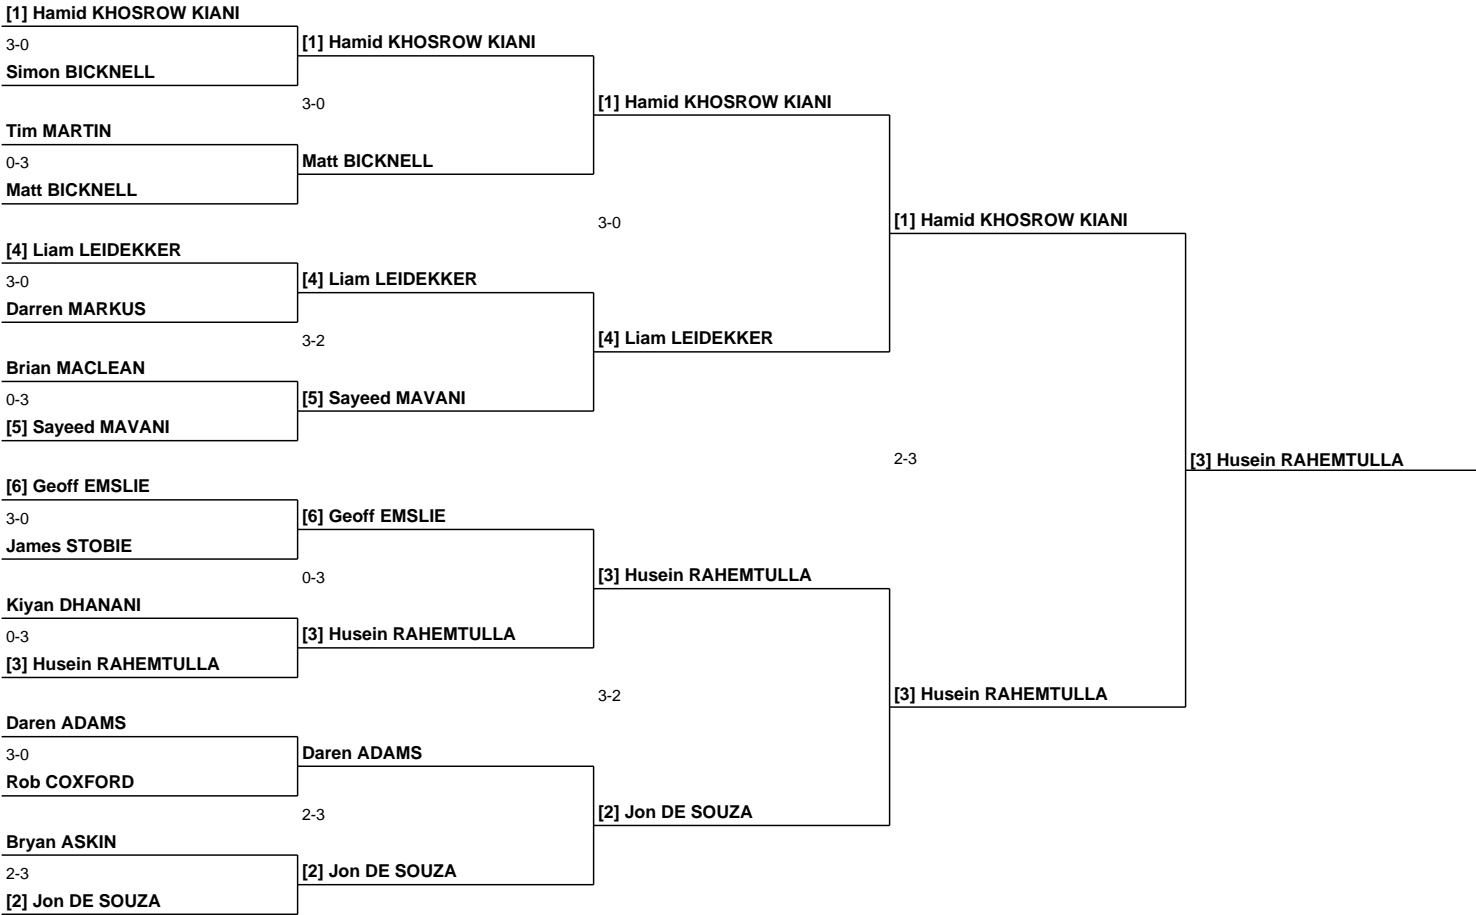 [1] Hamid KHOSROW KIANI
3-0
[1] Hamid KHOSROW KIANI
Simon BICKNELL
3-0
[1] Hamid KHOSROW KIANI
Tim MARTIN
0-3
Matt BICKNELL
Matt BICKNELL
3-0
[1] Hamid KHOSROW KIANI
[4] Liam LEIDEKKER
3-0
[4] Liam LEIDEKKER
Darren MARKUS
3-2
[4] Liam LEIDEKKER
Brian MACLEAN
0-3
[5] Sayeed MAVANI
[5] Sayeed MAVANI
2-3
[3] Husein RAHEMTULLA
[6] Geoff EMSLIE
3-0
[6] Geoff EMSLIE
James STOBIE
0-3
[3] Husein RAHEMTULLA
Kiyan DHANANI
0-3
[3] Husein RAHEMTULLA
[3] Husein RAHEMTULLA
3-2
[3] Husein RAHEMTULLA
Daren ADAMS
3-0
Daren ADAMS
Rob COXFORD
2-3
[2] Jon DE SOUZA
Bryan ASKIN
2-3
[2] Jon DE SOUZA
[2] Jon DE SOUZA